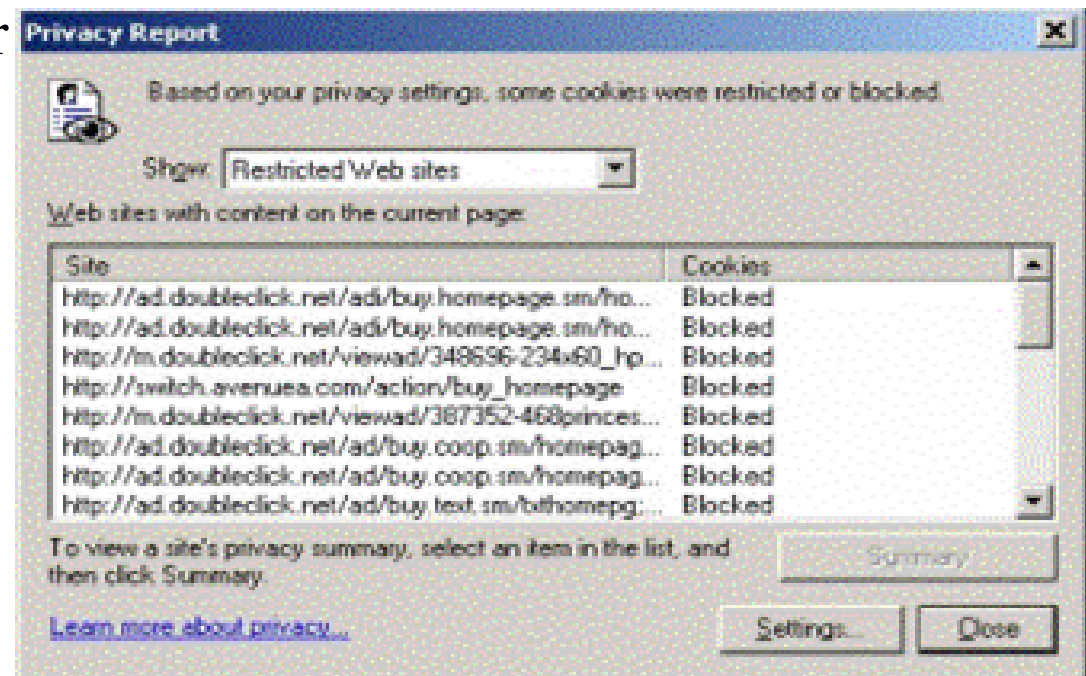 r
Privacy Report
Based on your privacy settings, some cookies were restricted or blocked.
Show: Restricted Web sites
Web sites with content on the current page:
Site Cookies
http://ad.doubleclick.net/adi/buy.homepage.sm/ho... Blocked
http://ad.doubleclick.net/adi/buy.homepage.sm/ho... Blocked
http://m.doubleclick.net/viewad/348696-234x60_hp... Blocked
http://switch.avenuea.com/action/buy_homepage Blocked
http://m.doubleclick.net/viewad/387352-468princes... Blocked
http://ad.doubleclick.net/ad/buy.coop.sm/homepag... Blocked
http://ad.doubleclick.net/ad/buy.coop.sm/homepag... Blocked
http://ad.doubleclick.net/ad/buy.text.sm/txthomepg;... Blocked
To view a site's privacy summary, select an item in the list, and
then click Summary.
Summary
Learn more about privacy...
Settings...
Close